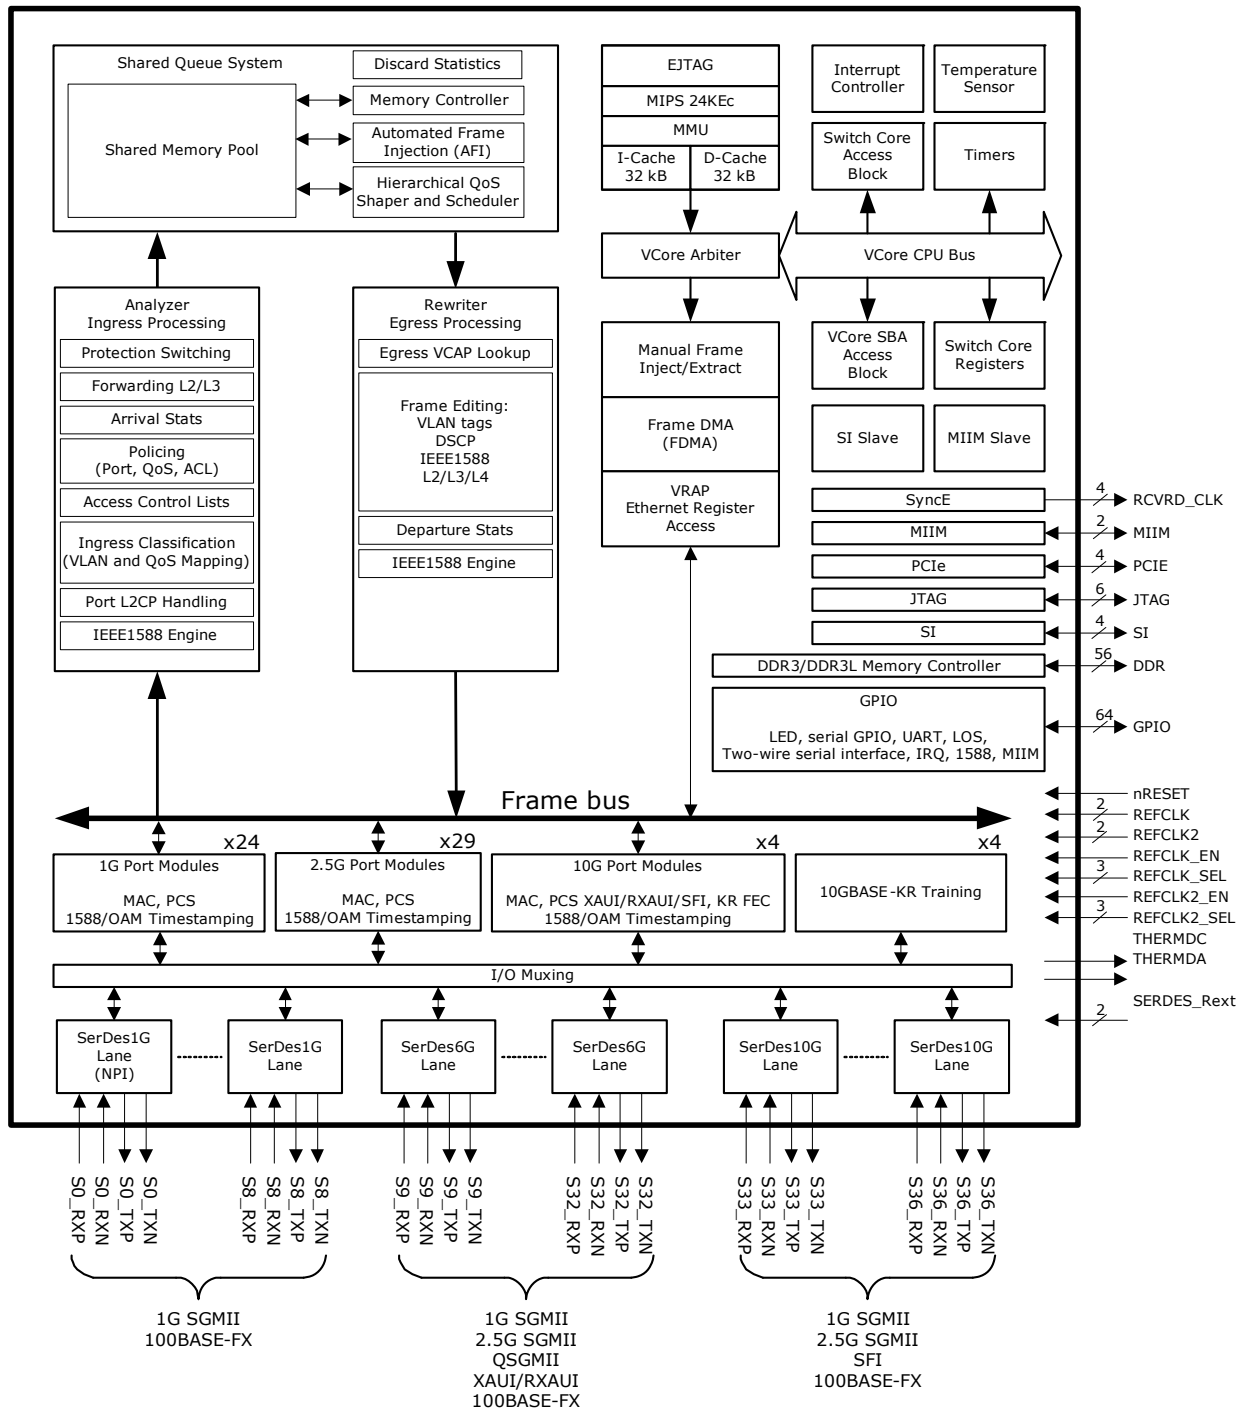 Shared Queue System
Shared Memory Pool
Discard Statistics
Memory Controller
Automated Frame
Injection (AFI)
Hierarchical QoS
Shaper and Scheduler
EJTAG
MIPS 24KEc
MMU
I-Cache
32 kB
D-Cache
32 kB
Interrupt
Controller
Temperature
Sensor
Switch Core
Access
Block
Timers
VCore Arbiter
VCore CPU Bus
Analyzer
Ingress Processing
Protection Switching
Forwarding L2/L3
Arrival Stats
Policing
(Port, QoS, ACL)
Access Control Lists
Ingress Classification
(VLAN and QoS Mapping)
Port L2CP Handling
IEEE1588 Engine
Rewriter
Egress Processing
Egress VCAP Lookup
Frame Editing:
VLAN tags
DSCP
IEEE1588
L2/L3/L4
Departure Stats
IEEE1588 Engine
Manual Frame
Inject/Extract
Frame DMA
(FDMA)
VRAP
Ethernet Register
Access
VCore SBA
Access
Block
Switch Core
Registers
SI Slave
MIIM Slave
SyncE
4
RCVRD_CLK
MIIM
2
MIIM
PCIe
4
PCIE
JTAG
6
JTAG
SI
4
SI
DDR3/DDR3L Memory Controller
56
DDR
GPIO
LED, serial GPIO, UART, LOS,
Two-wire serial interface, IRQ, 1588, MIIM
64
GPIO
nRESET
2
REFCLK
2
REFCLK2
REFCLK_EN
3
REFCLK_SEL
REFCLK2_EN
3
REFCLK2_SEL
THERMDC
THERMDA
SERDES_Rext
2
Frame bus
x24
1G Port Modules
MAC, PCS
1588/OAM Timestamping
x29
2.5G Port Modules
MAC, PCS
1588/OAM Timestamping
x4
10G Port Modules
MAC, PCS XAUI/RXAUI/SFI, KR FEC
1588/OAM Timestamping
x4
10GBASE-KR Training
I/O Muxing
SerDes1G
Lane
(NPI)
SerDes1G
Lane
SerDes6G
Lane
SerDes6G
Lane
SerDes10G
Lane
SerDes10G
Lane
S0_RXP
S0_RXN
S0_TXP
S0_TXN
S8_RXP
S8_RXN
S8_TXP
S8_TXN
S9_RXP
S9_RXN
S9_TXP
S9_TXN
S32_RXP
S32_RXN
S32_TXP
S32_TXN
S33_RXP
S33_RXN
S33_TXP
S33_TXN
S36_RXP
S36_RXN
S36_TXP
S36_TXN
1G SGMII
100BASE-FX
1G SGMII
2.5G SGMII
QSGMII
XAUI/RXAUI
100BASE-FX
1G SGMII
2.5G SGMII
SFI
100BASE-FX